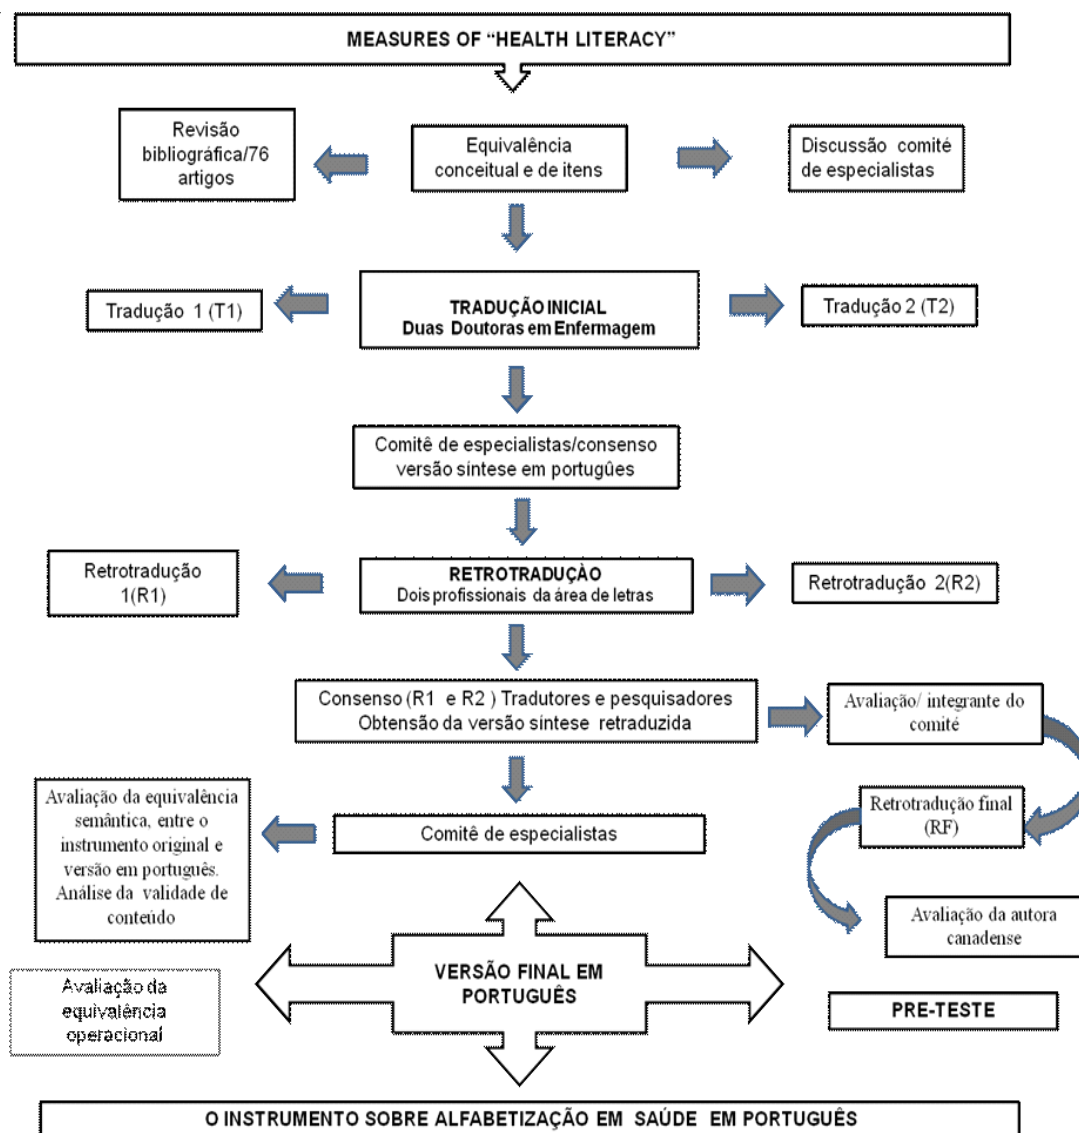 MEASURES OF “HEALTH LITERACY”
Revisão
bibliográfica/76
artigos
Equivalência
conceitual e de itens
Discussão comité
de especialistas
Tradução 1 (T1)
TRADUÇÃO INICIAL
Duas Doutoras em Enfermagem
Tradução 2 (T2)
Comitê de especialistas/consenso
versão síntese em portugûes
Retrotradução
1(R1)
RETROTRADUÇÀO
Dois profissionais da área de letras
Retrotradução 2(R2)
Consenso (R1 e R2 ) Tradutores e pesquisadores
Obtensão da versão síntese retraduzida
Avaliação/ integrante do
comité
Avaliação da equivalência
semântica, entre o
instrumento original e
versão em português.
Análise da validade de
conteúdo
Comitê de especialistas
Retrotradução final
(RF)
Avaliação da autora
canadense
Avaliação da
equivalência
operacional
VERSÃO FINAL EM
PORTUGUÊS
PRE-TESTE
O INSTRUMENTO SOBRE ALFABETIZAÇÃO EM SAÚDE EM PORTUGUÊS